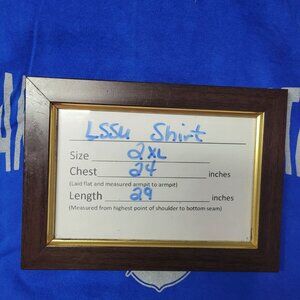 LSSU Shirt
Size 2XL
Chest 24 inches
(Laid flat and measured armpit to armpit)
Length 29 inches
(Measured from highest point of shoulder to bottom seam)